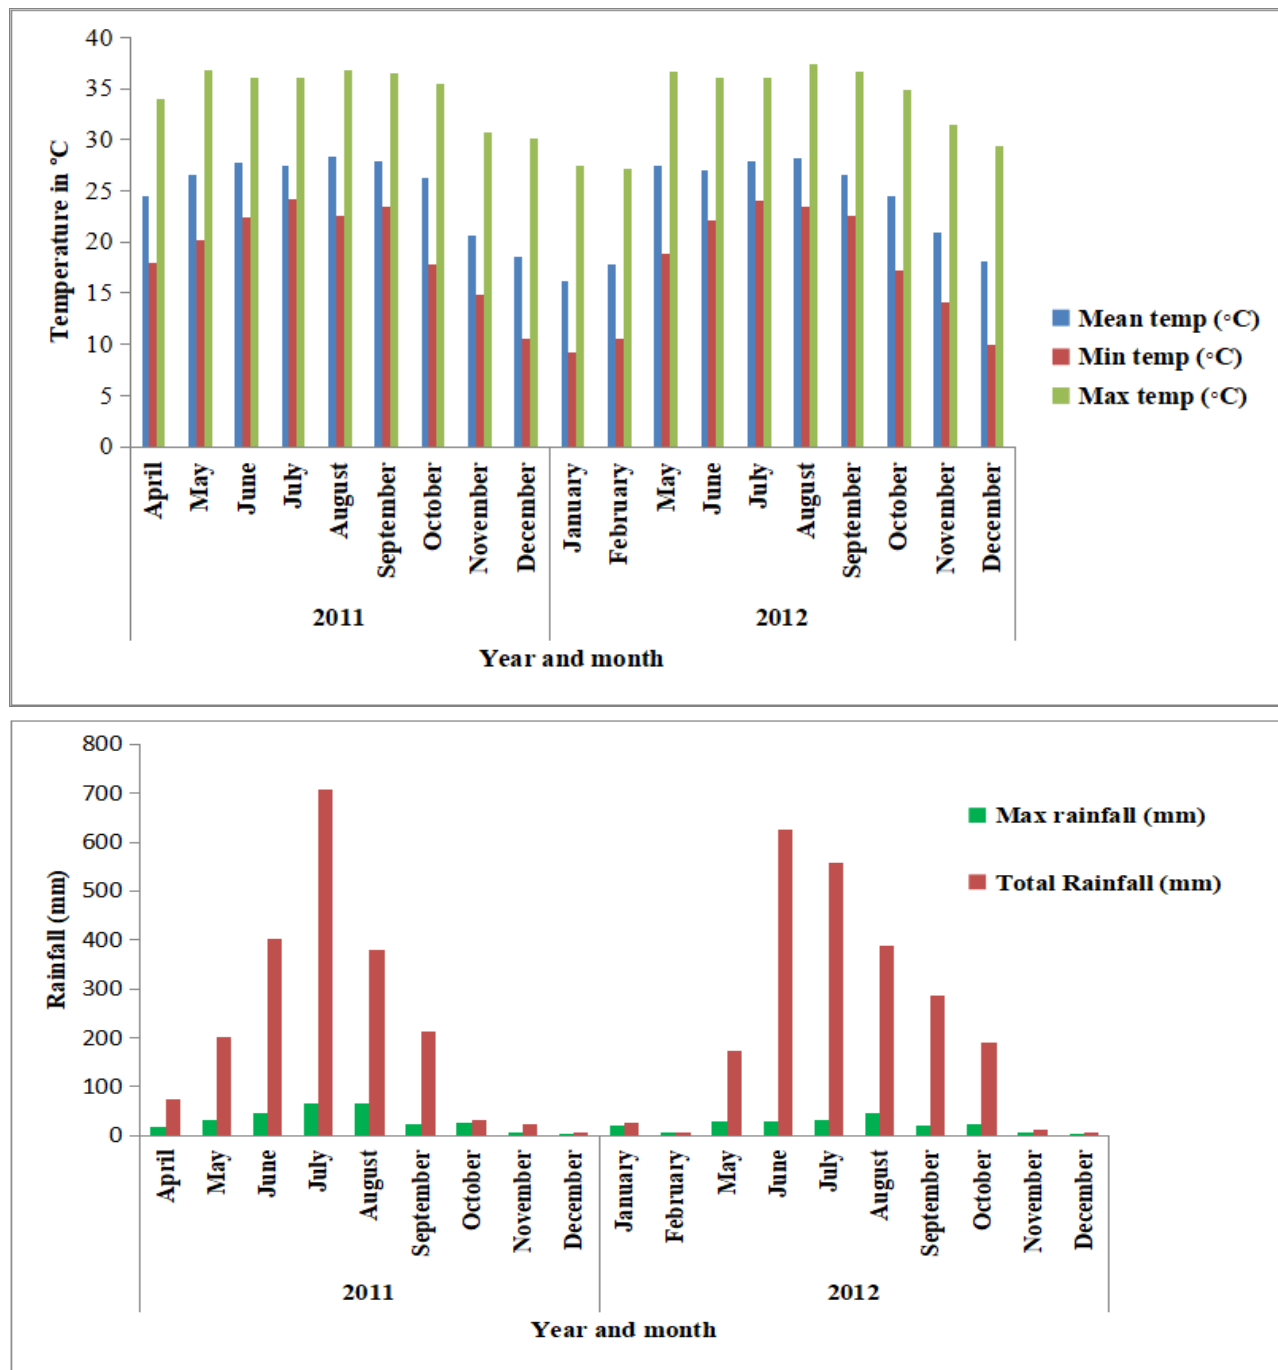 40
35
30
25
20
15
10
5
0
Temperature in °C
April
May
June
July
August
September
October
November
December
January
February
May
June
July
August
September
October
November
December
2011
2012
Year and month
Mean temp (◦C)
Min temp (◦C)
Max temp (◦C)
800
700
600
500
400
300
200
100
0
Rainfall (mm)
April
May
June
July
August
September
October
November
December
January
February
May
June
July
August
September
October
November
December
2011
2012
Year and month
Max rainfall (mm)
Total Rainfall (mm)